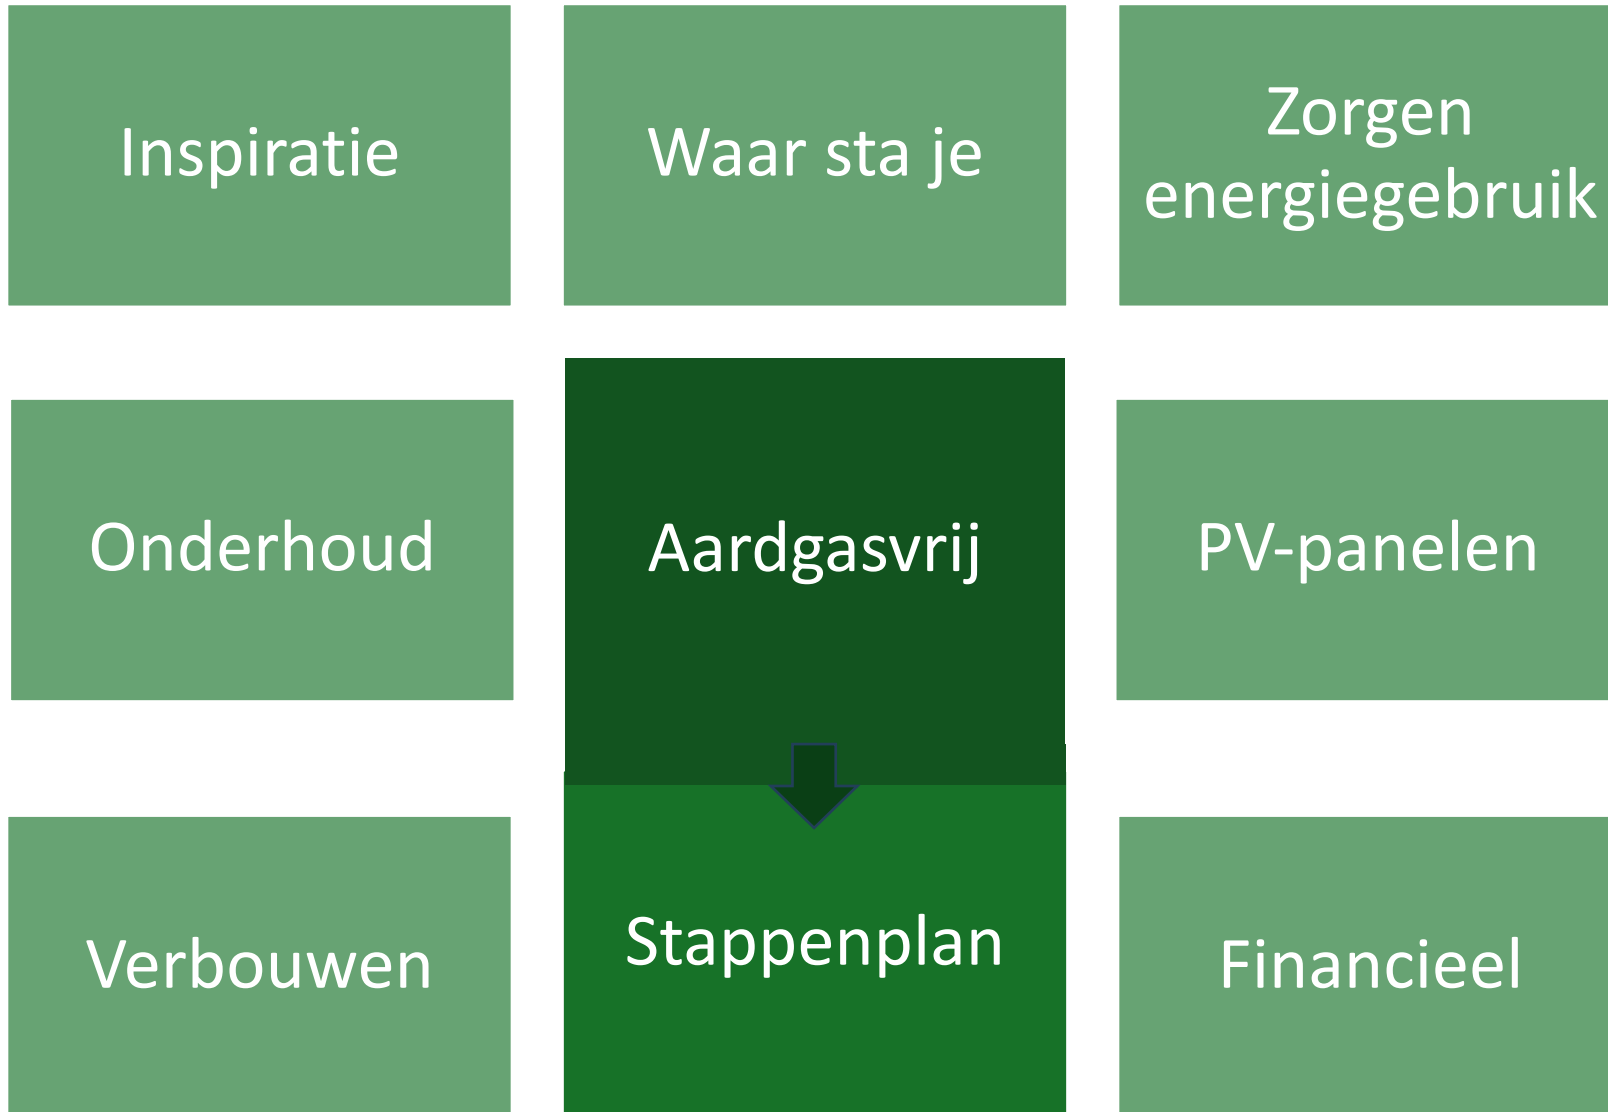 Inspiratie
Waar sta je
Zorgen
energiegebruik
Onderhoud
Aardgasvrij
PV-panelen
Verbouwen
Stappenplan
Financieel